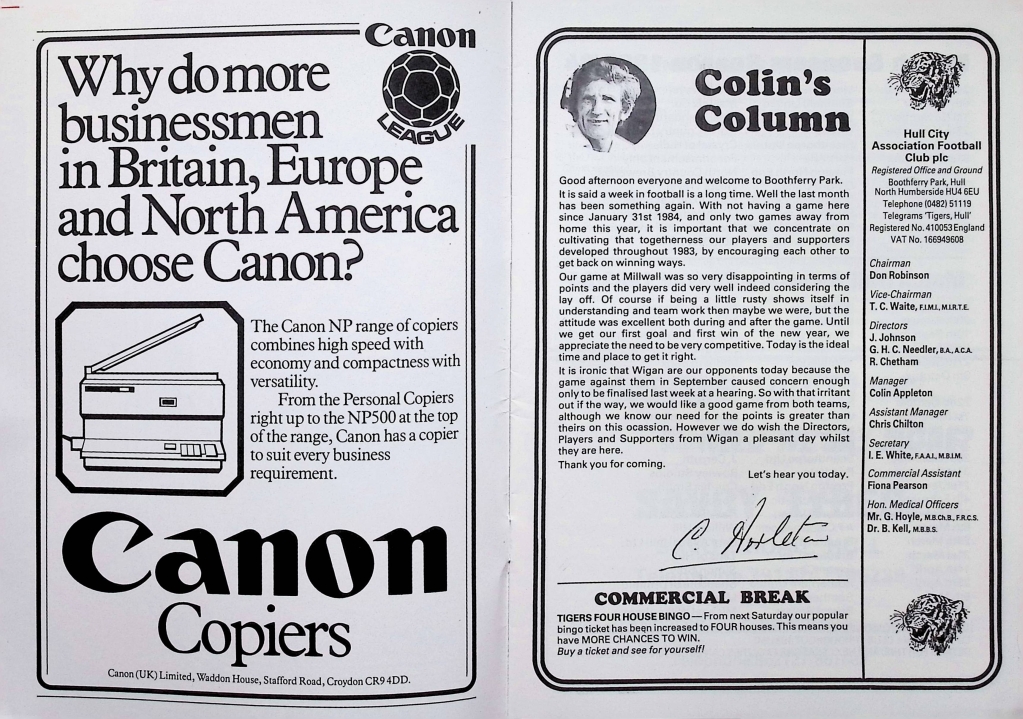 Canon
LEAGUE
Why do more
businessmen
in Britain, Europe
and North America
choose Canon?
The Canon NP range of copiers
combines high speed with
economy and compactness with
versatility.
From the Personal Copiers
right up to the NP500 at the top
of the range, Canon has a copier
to suit every business
requirement.
Canon
Copiers
Canon (UK) Limited, Waddon House, Stafford Road, Croydon CR9 4DD.
Colin's
Column
Good afternoon everyone and welcome to Boothferry Park.
It is said a week in football is a long time. Well the last month
has been something again. With not having a game here
since January 31st 1984, and only two games away from
home this year, it is important that we concentrate on
cultivating that togetherness our players and supporters
developed throughout 1983, by encouraging each other to
get back on winning ways.
Our game at Millwall was so very disappointing in terms of
points and the players did very well indeed considering the
lay off. Of course if being a little rusty shows itself in
understanding and team work then maybe we were, but the
attitude was excellent both during and after the game. Until
we get our first goal and first win of the new year, we
appreciate the need to be very competitive. Today is the ideal
time and place to get it right.
It is ironic that Wigan are our opponents today because the
game against them in September caused concern enough
only to be finalised last week at a hearing. So with that irritant
out if the way, we would like a good game from both teams,
although we know our need for the points is greater than
theirs on this ocassion. However we do wish the Directors,
Players and Supporters from Wigan a pleasant day whilst
they are here.
Thank you for coming.
Let's hear you today.
COMMERCIAL BREAK
TIGERS FOUR HOUSE BINGO — From next Saturday our popular
bingo ticket has been increased to FOUR houses. This means you
have MORE CHANCES TO WIN.
Buy a ticket and see for yourself!
Hull City
Association Football
Club plc
Registered Office and Ground
Boothferry Park, Hull
North Humberside HU4 6EU
Telephone (0482) 51119
Telegrams 'Tigers, Hull'
Registered No. 410053 England
VAT No. 166949608
Chairman
Don Robinson
Vice-Chairman
T. C. Waite, F.I.M.I., M.I.R.T.E.
Directors
J. Johnson
G. H. C. Needler, B.A., A.C.A.
R. Chetham
Manager
Colin Appleton
Assistant Manager
Chris Chilton
Secretary
I. E. White, F.A.A.I., M.B.I.M.
Commercial Assistant
Fiona Pearson
Hon. Medical Officers
Mr. G. Hoyle, M.B.Ch.B., F.R.C.S.
Dr. B. Kell, M.B.B.S.